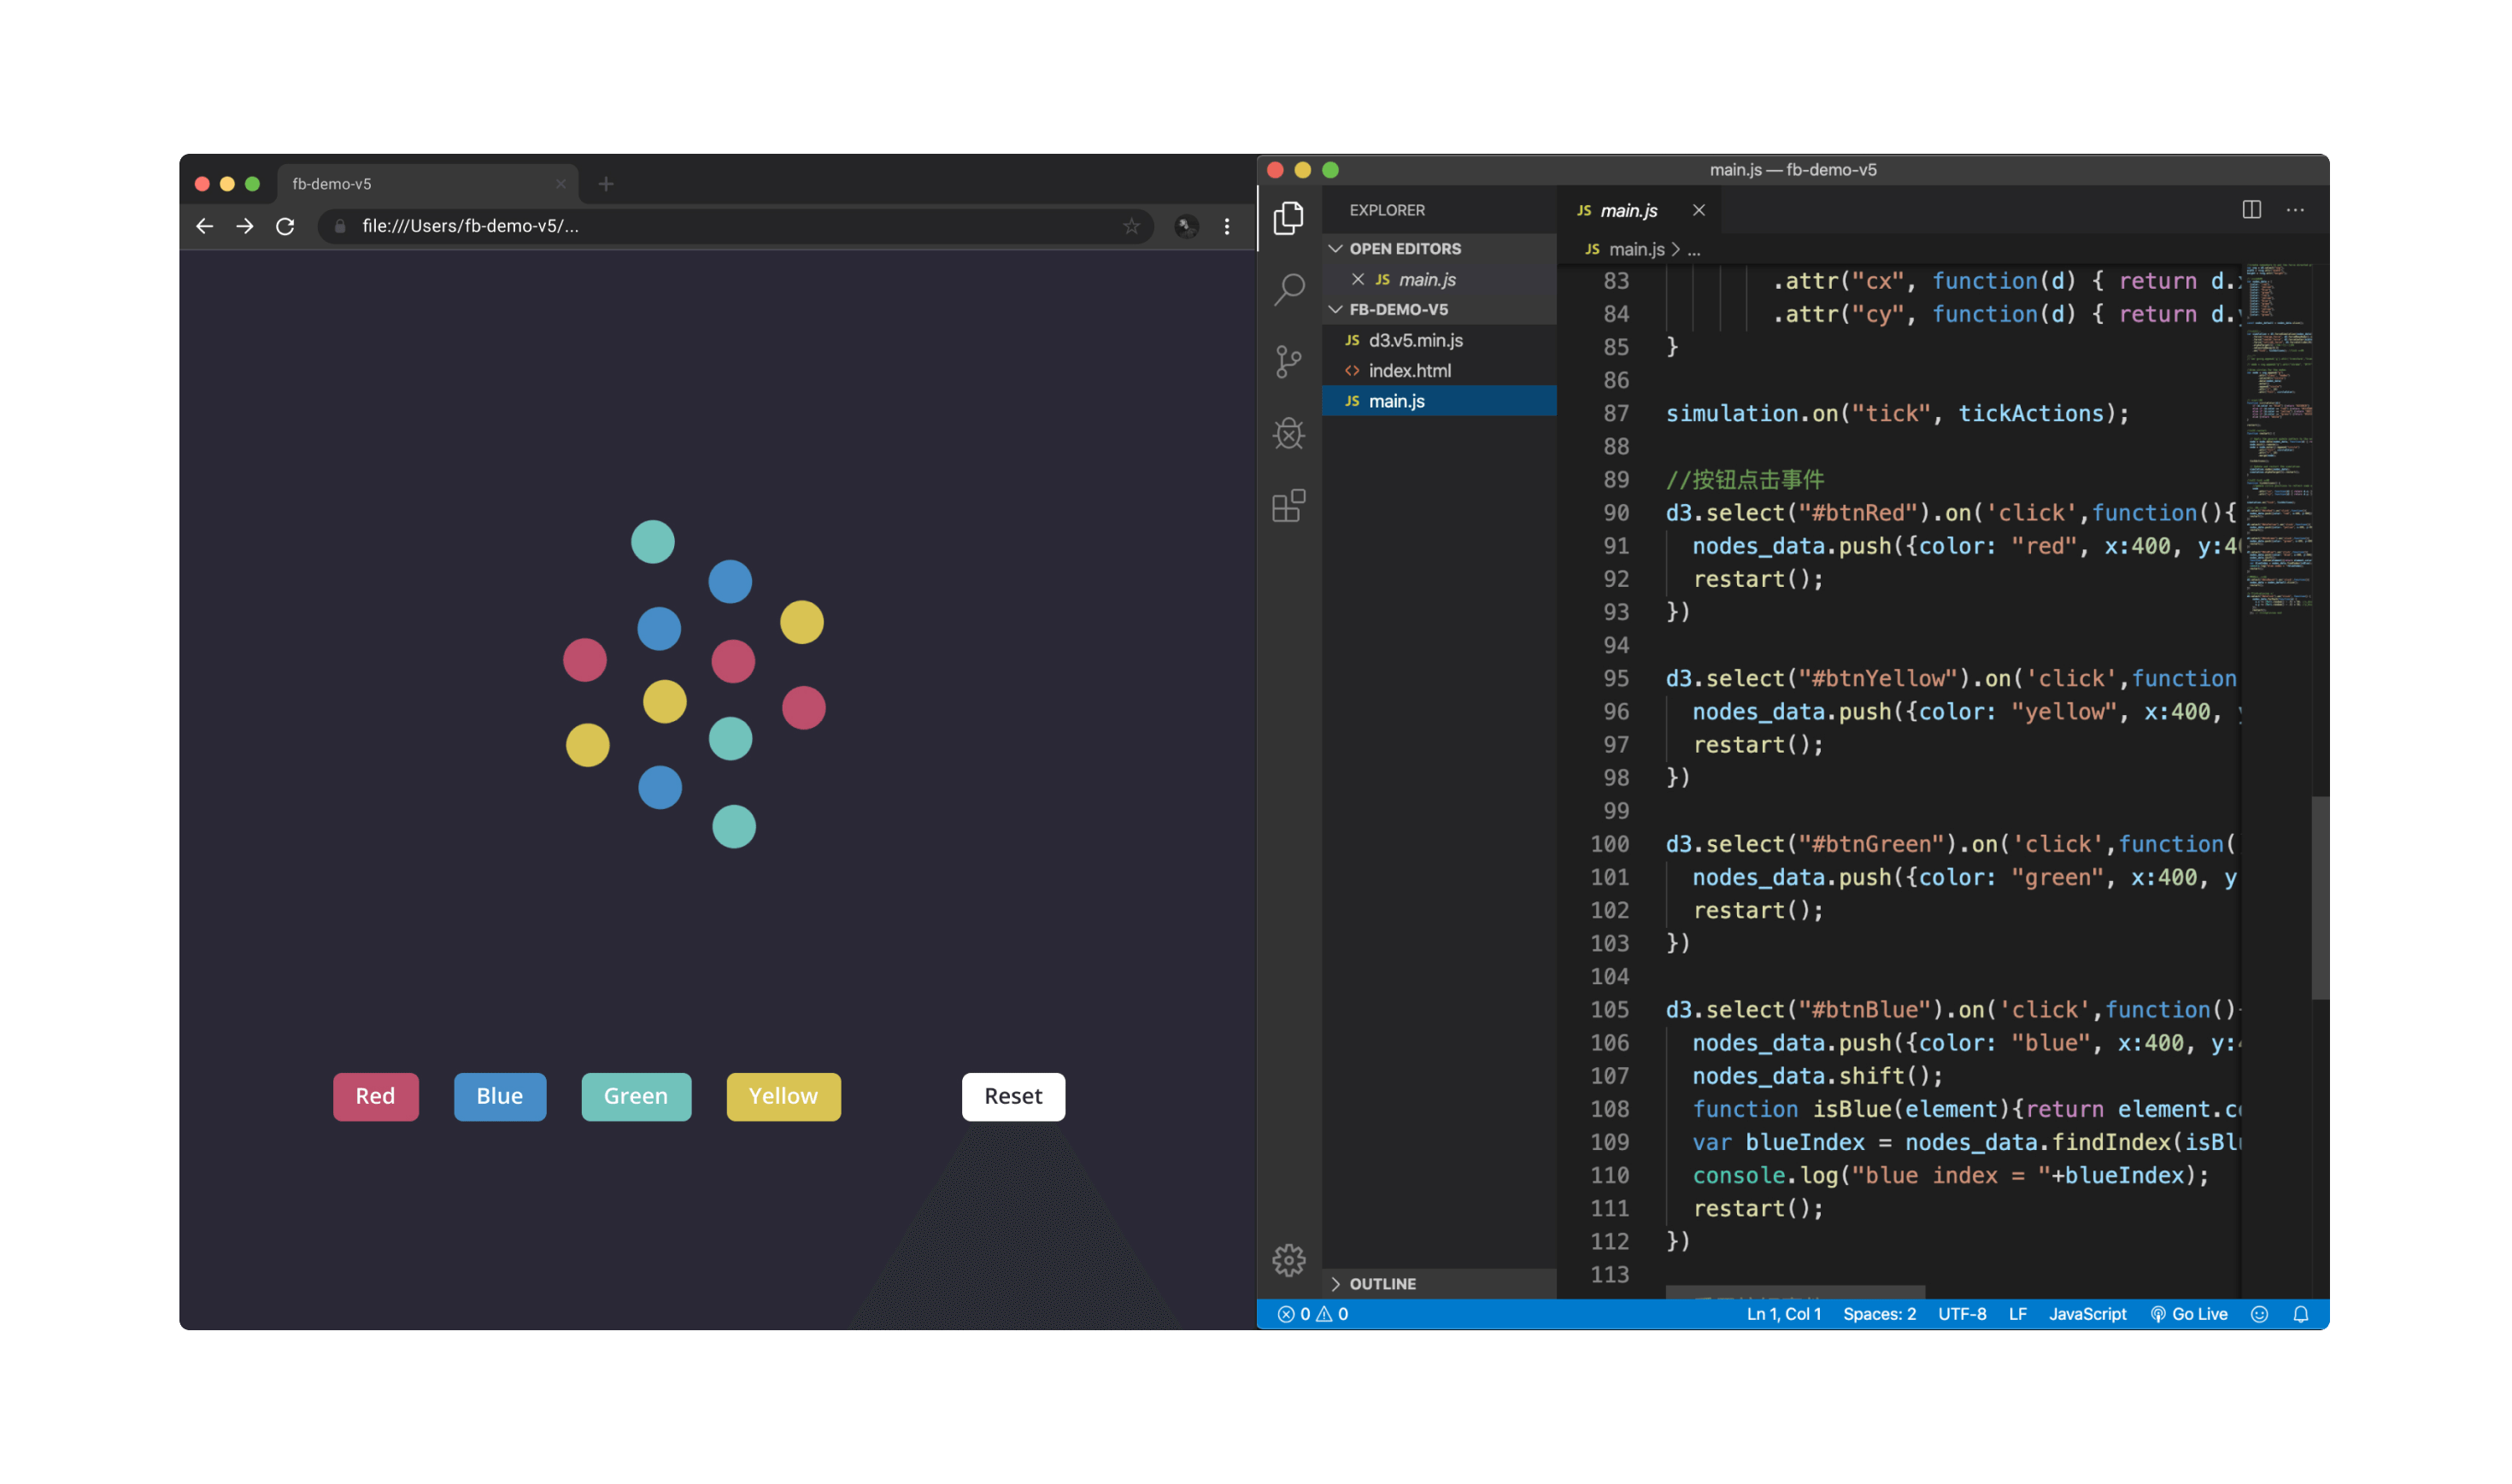 fb-demo-v5
file:///Users/fb-demo-v5/...
Red
Blue
Green
Yellow
Reset
main.js — fb-demo-v5
EXPLORER
OPEN EDITORS
JS main.js
FB-DEMO-V5
JS d3.v5.min.js
<> index.html
JS main.js
OUTLINE
JS main.js
JS main.js > ...
83 .attr("cx", function(d) { return d.
84 .attr("cy", function(d) { return d.
85 }
86
87 simulation.on("tick", tickActions);
88
89 //按钮点击事件
90 d3.select("#btnRed").on('click',function(){
91 nodes_data.push({color: "red", x:400, y:4
92 restart();
93 })
94
95 d3.select("#btnYellow").on('click',function
96 nodes_data.push({color: "yellow", x:400,
97 restart();
98 })
99
100 d3.select("#btnGreen").on('click',function(
101 nodes_data.push({color: "green", x:400, y
102 restart();
103 })
104
105 d3.select("#btnBlue").on('click',function()
106 nodes_data.push({color: "blue", x:400, y:
107 nodes_data.shift();
108 function isBlue(element){return element.c
109 var blueIndex = nodes_data.findIndex(isBl
110 console.log("blue index = "+blueIndex);
111 restart();
112 })
113
0 0
Ln 1, Col 1 Spaces: 2 UTF-8 LF JavaScript Go Live